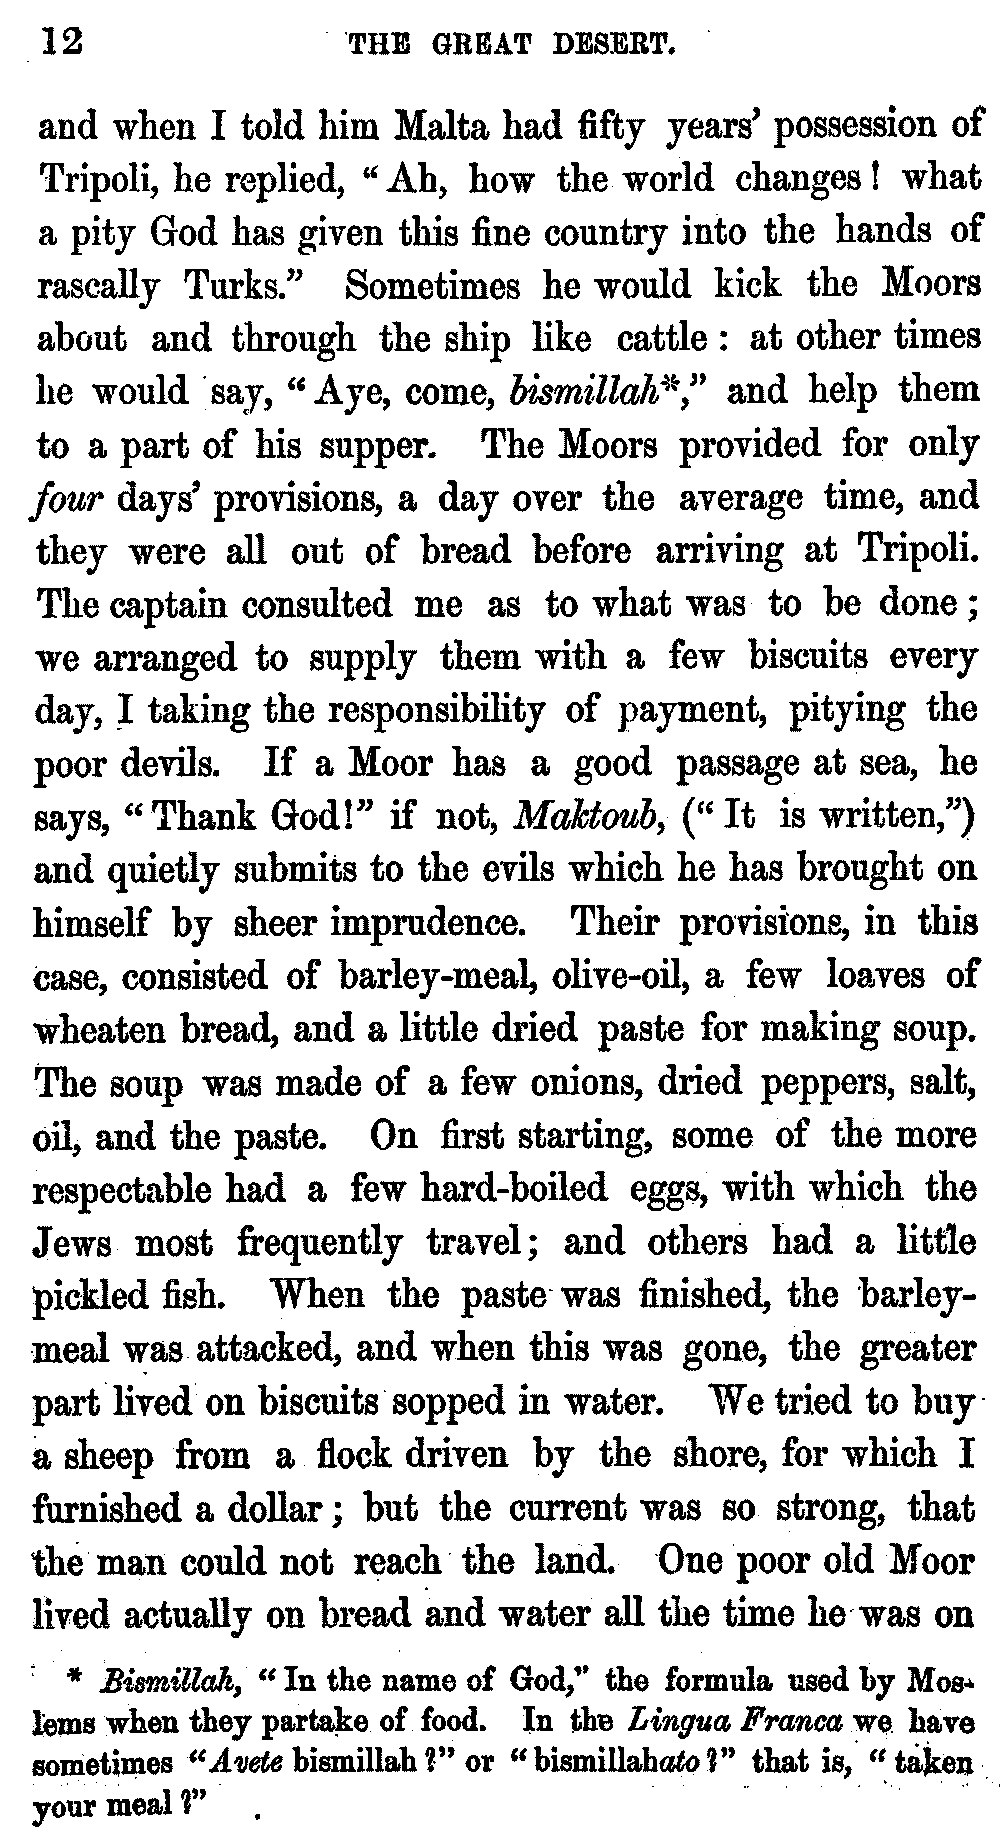 12 THE GREAT DESERT.
and when I told him Malta had fifty years' possession of
Tripoli, he replied, “Ah, how the world changes! what
a pity God has given this fine country into the hands of
rascally Turks.” Sometimes he would kick the Moors
about and through the ship like cattle: at other times
he would say, “Aye, come, bismillah*,” and help them
to a part of his supper. The Moors provided for only
four days' provisions, a day over the average time, and
they were all out of bread before arriving at Tripoli.
The captain consulted me as to what was to be done;
we arranged to supply them with a few biscuits every
day, I taking the responsibility of payment, pitying the
poor devils. If a Moor has a good passage at sea, he
says, “Thank God!” if not, Maktoub, (“It is written,”)
and quietly submits to the evils which he has brought on
himself by sheer imprudence. Their provisions, in this
case, consisted of barley-meal, olive-oil, a few loaves of
wheaten bread, and a little dried paste for making soup.
The soup was made of a few onions, dried peppers, salt,
oil, and the paste. On first starting, some of the more
respectable had a few hard-boiled eggs, with which the
Jews most frequently travel; and others had a little
pickled fish. When the paste was finished, the barley-
meal was attacked, and when this was gone, the greater
part lived on biscuits sopped in water. We tried to buy
a sheep from a flock driven by the shore, for which I
furnished a dollar; but the current was so strong, that
the man could not reach the land. One poor old Moor
lived actually on bread and water all the time he was on
* Bismillah, “In the name of God,” the formula used by Mos-
lems when they partake of food. In the Lingua Franca we have
sometimes “Avete bismillah?” or “bismillahato?” that is, “taken
your meal?”